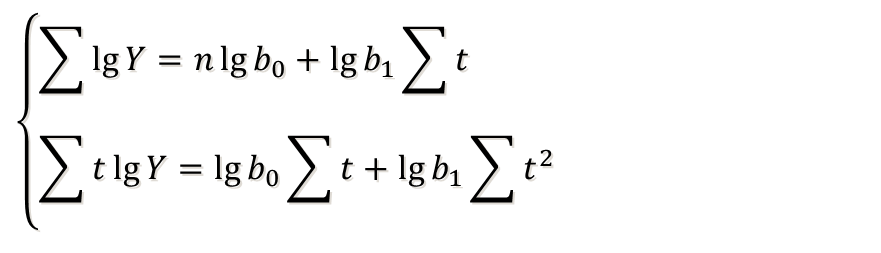 ∑ lg Y = n lg b₀ + lg b₁ ∑ t
∑ t lg Y = lg b₀ ∑ t + lg b₁ ∑ t²